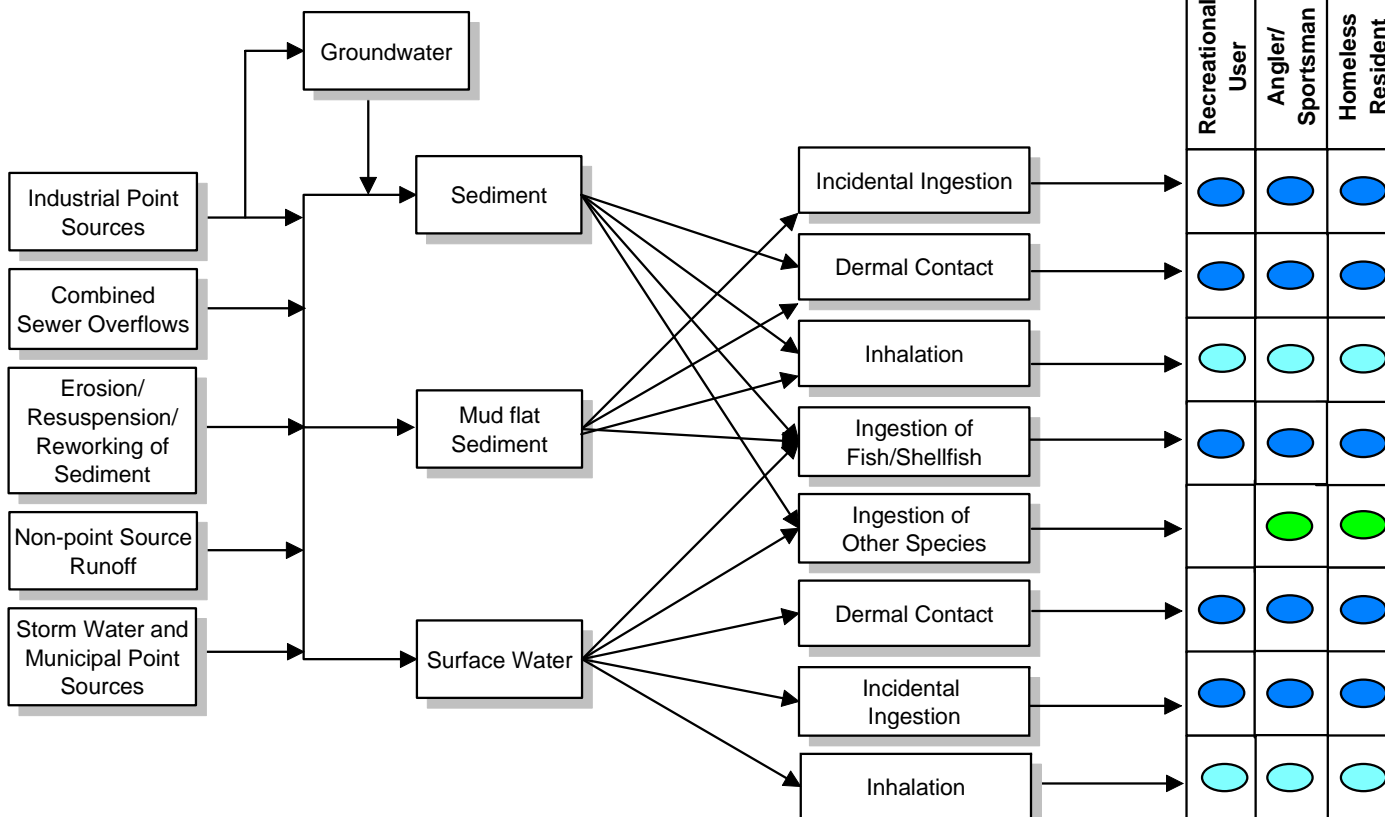 Recreational
User
Angler/
Sportsman
Homeless
Resident
Groundwater
Industrial Point
Sources
Combined
Sewer Overflows
Erosion/
Resuspension/
Reworking of
Sediment
Non-point Source
Runoff
Storm Water and
Municipal Point
Sources
Sediment
Mud flat
Sediment
Surface Water
Incidental Ingestion
Dermal Contact
Inhalation
Ingestion of
Fish/Shellfish
Ingestion of
Other Species
Dermal Contact
Incidental
Ingestion
Inhalation